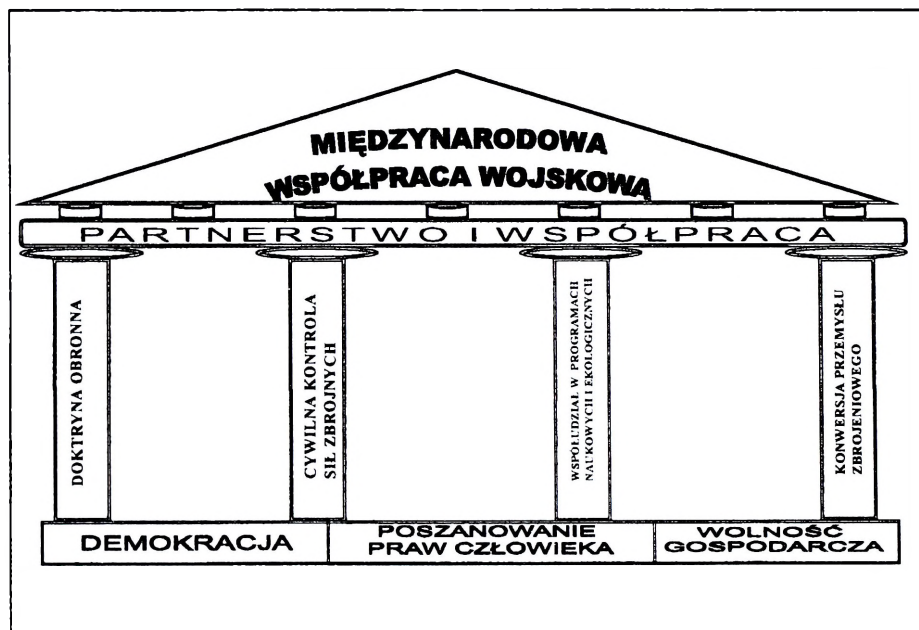 MIĘDZYNARODOWA
WSPÓŁPRACA WOJSKOWA
PARTNERSTWO I WSPÓŁPRACA
DOKTRYNA OBRONNA
CYWILNA KONTROLA
SIŁ ZBROJNYCH
WSPÓŁUDZIAŁ W PROGRAMACH
NAUKOWYCH I EKOLOGICZNYCH
KONWERSJA PRZEMYSŁU
ZBROJENIOWEGO
DEMOKRACJA
POSZANOWANIE
PRAW CZŁOWIEKA
WOLNOŚĆ
GOSPODARCZA